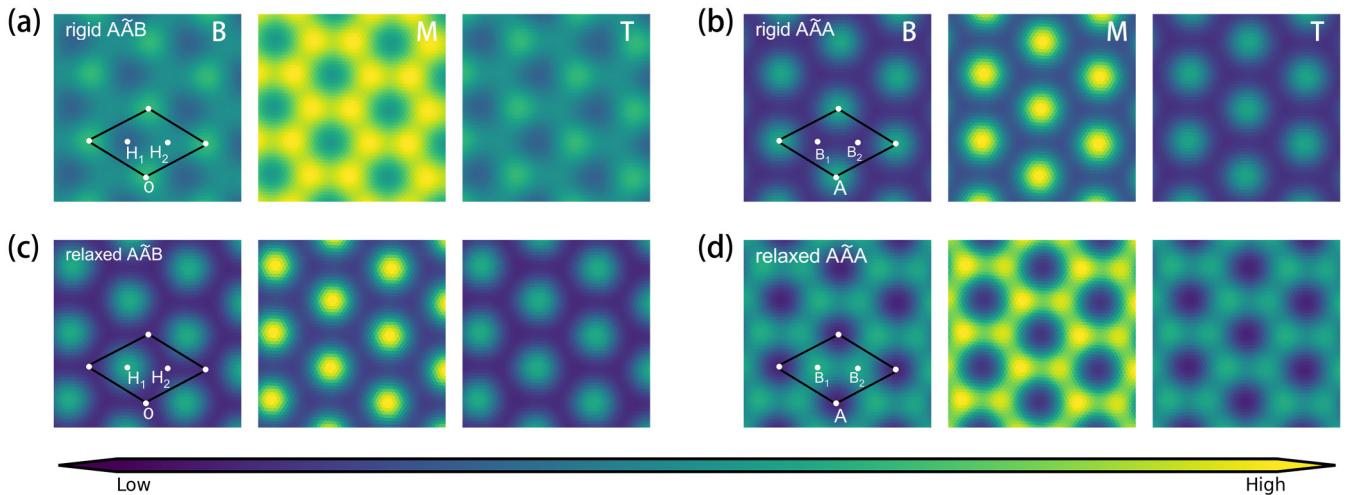 (a) rigid AÃB B M T
(b) rigid AÃA B M T
H₁ H₂
O
B₁ B₂
A
(c) relaxed AÃB
(d) relaxed AÃA
H₁ H₂
O
B₁ B₂
A
Low High